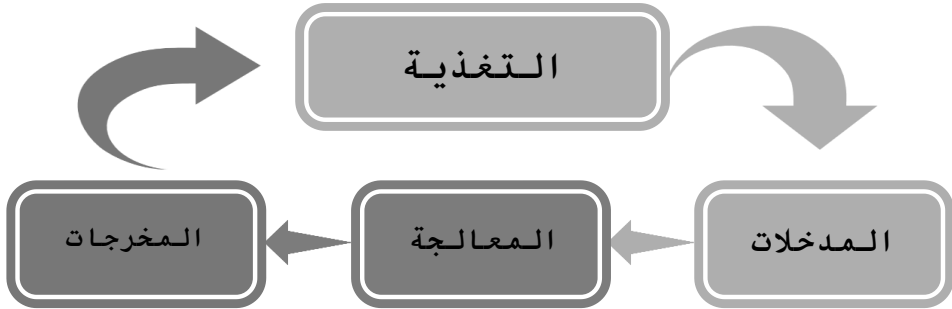 التغذية
المدخلات
المعالجة
المخرجات